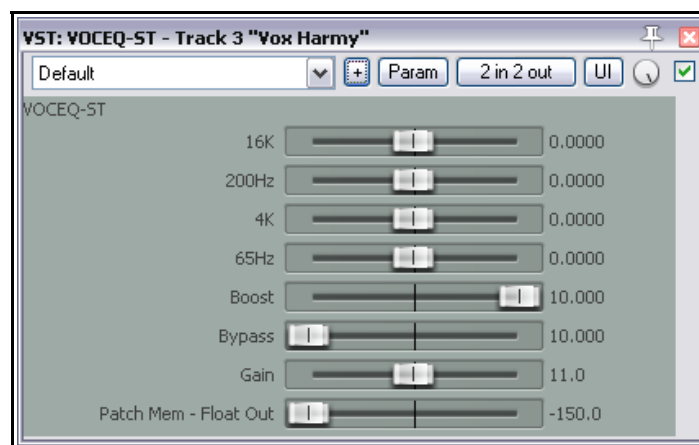 VST: VOCEQ-ST - Track 3 "Vox Harmy"
Default + Param 2 in 2 out UI
VOCEQ-ST
16K 0.0000
200Hz 0.0000
4K 0.0000
65Hz 0.0000
Boost 10.000
Bypass 10.000
Gain 11.0
Patch Mem - Float Out -150.0